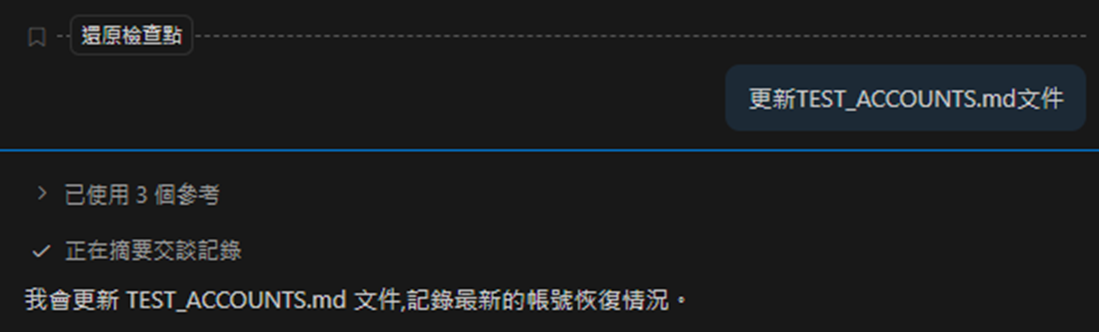 還原檢查點
更新TEST_ACCOUNTS.md文件
已使用 3 個參考
正在摘要交談記錄
我會更新 TEST_ACCOUNTS.md 文件,記錄最新的帳號恢復情況。